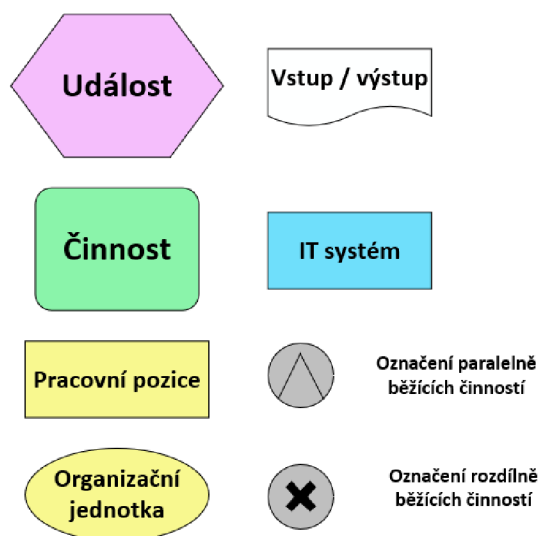 Událost
Vstup / výstup
Činnost
IT systém
Pracovní pozice
Označení paralelně
běžících činností
Organizační
jednotka
Označení rozdílně
běžících činností